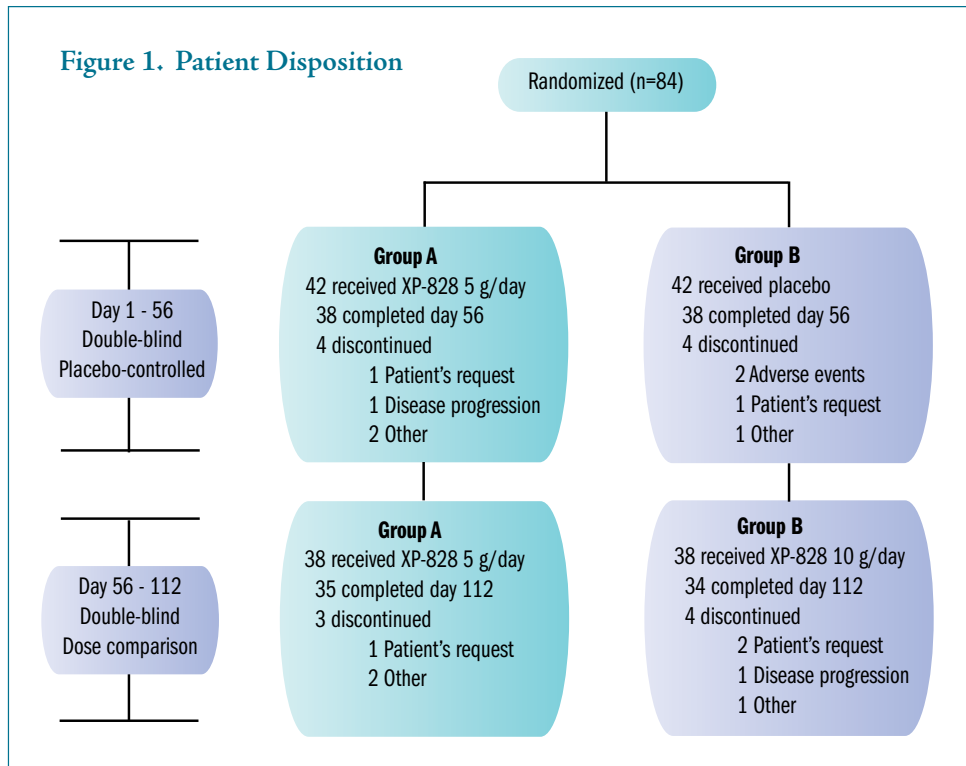 Figure 1. Patient Disposition
Randomized (n=84)
Day 1 - 56
Double-blind
Placebo-controlled
Group A
42 received XP-828 5 g/day
38 completed day 56
4 discontinued
1 Patient's request
1 Disease progression
2 Other
Group B
42 received placebo
38 completed day 56
4 discontinued
2 Adverse events
1 Patient's request
1 Other
Day 56 - 112
Double-blind
Dose comparison
Group A
38 received XP-828 5 g/day
35 completed day 112
3 discontinued
1 Patient's request
2 Other
Group B
38 received XP-828 10 g/day
34 completed day 112
4 discontinued
2 Patient's request
1 Disease progression
1 Other